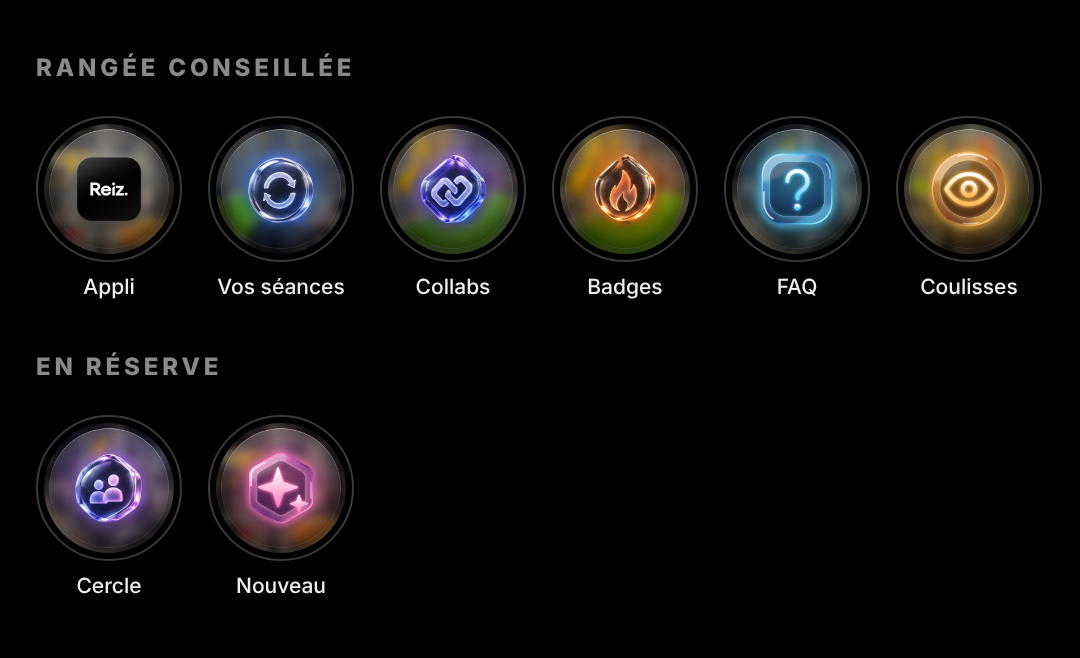 RANGÉE CONSEILLÉE
Reiz.
Appli
Vos séances
Collabs
?
Badges
FAQ
Coulisses
EN RÉSERVE
Cercle
Nouveau